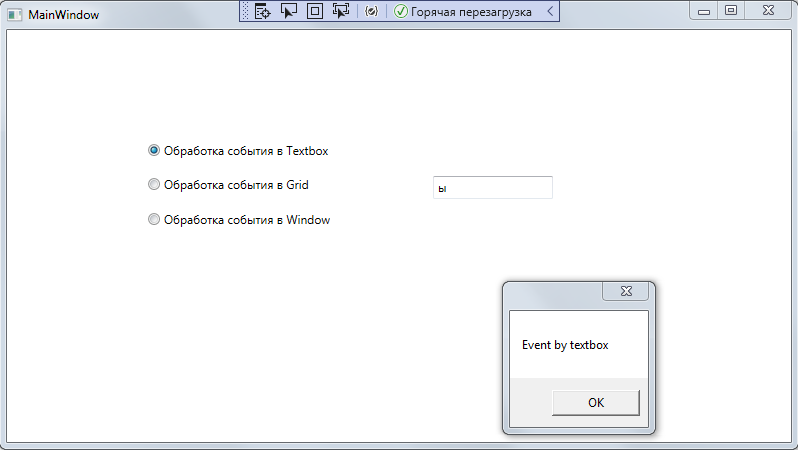 MainWindow
Горячая перезагрузка
Обработка события в Textbox
Обработка события в Grid
ы
Обработка события в Window
Event by textbox
OK